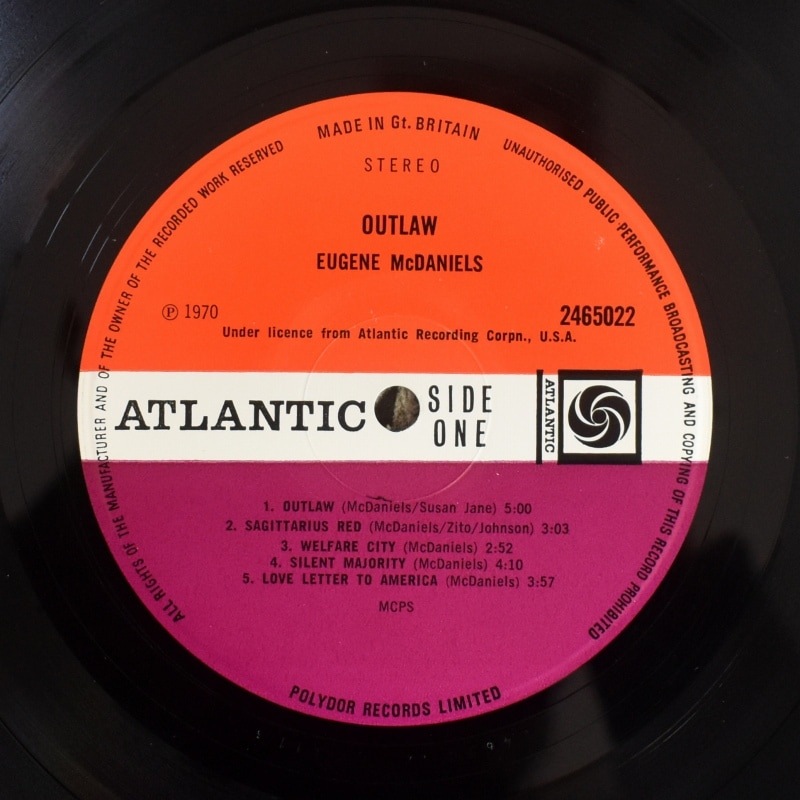 MADE IN Gt. BRITAIN
UNAUTHORISED PUBLIC PERFORMANCE BROADCASTING AND COPYING OF THIS RECORD PROHIBITED
ALL RIGHTS OF THE MANUFACTURER AND OF THE OWNER OF THE RECORDED WORK RESERVED
STEREO
OUTLAW
EUGENE McDANIELS
℗ 1970
2465022
Under licence from Atlantic Recording Corpn., U.S.A.
ATLANTIC
SIDE
ONE
ATLANTIC
1. OUTLAW (McDaniels/Susan Jane) 5:00
2. SAGITTARIUS RED (McDaniels/Zito/Johnson) 3:03
3. WELFARE CITY (McDaniels) 2:52
4. SILENT MAJORITY (McDaniels) 4:10
5. LOVE LETTER TO AMERICA (McDaniels) 3:57
MCPS
POLYDOR RECORDS LIMITED